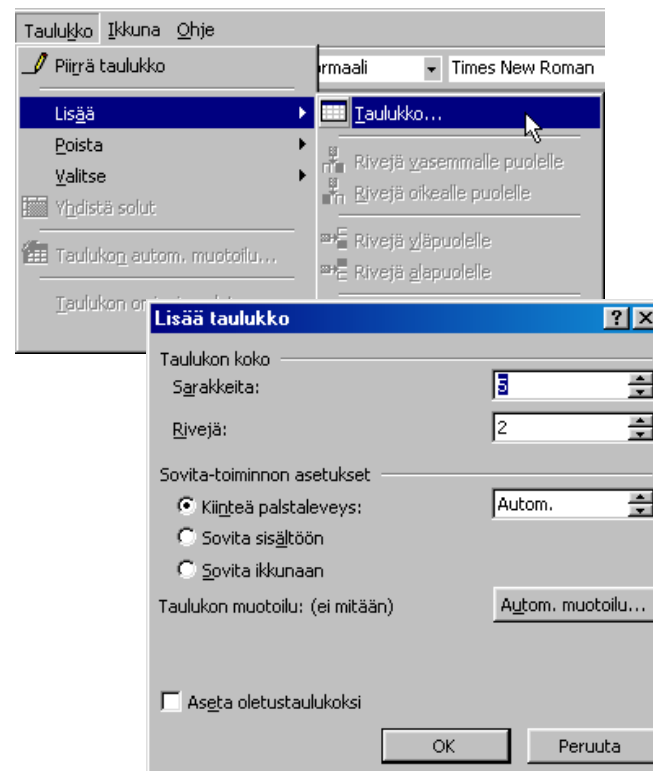 Taulukko Ikkuna Ohje
Piirrä taulukko
rmaali Times New Roman
Lisää
Taulukko...
Poista
Rivejä vasemmalle puolelle
Valitse
Rivejä oikealle puolelle
Yhdistä solut
Rivejä yläpuolelle
Taulukon autom. muotoilu...
Rivejä alapuolelle
Taulukon
Lisää taulukko
Taulukon koko
Sarakkeita: 5
Rivejä: 2
Sovita-toiminnon asetukset
Kiinteä palstaleveys: Autom.
Sovita sisältöön
Sovita ikkunaan
Taulukon muotoilu: (ei mitään) Autom. muotoilu...
Aseta oletustaulukoksi
OK Peruuta